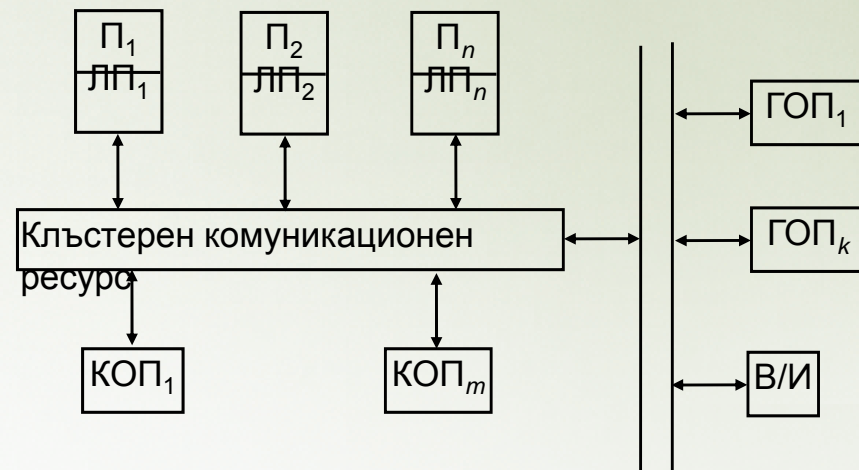 П₁
ЛП₁
П₂
ЛП₂
Пₙ
ЛПₙ
ГОП₁
Клъстерен комуникационен
ресурс
ГОПₖ
КОП₁
КОПₘ
В/И